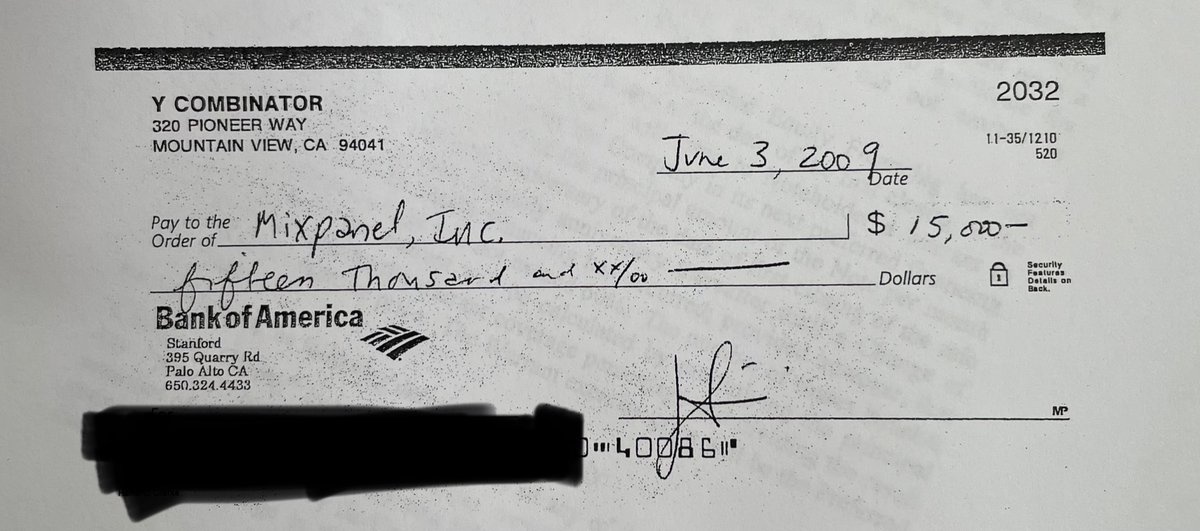 2032
Y COMBINATOR
320 PIONEER WAY
MOUNTAIN VIEW, CA 94041
11-35/1210
520
June 3, 2009
Date
Pay to the
Order of Mixpanel, Inc. $ 15,000-
fifteen Thousand and xx/00 Dollars
Security
Features
Details on
Back.
Bank of America
Stanford
395 Quarry Rd
Palo Alto CA
650.324.4433
MP
40086